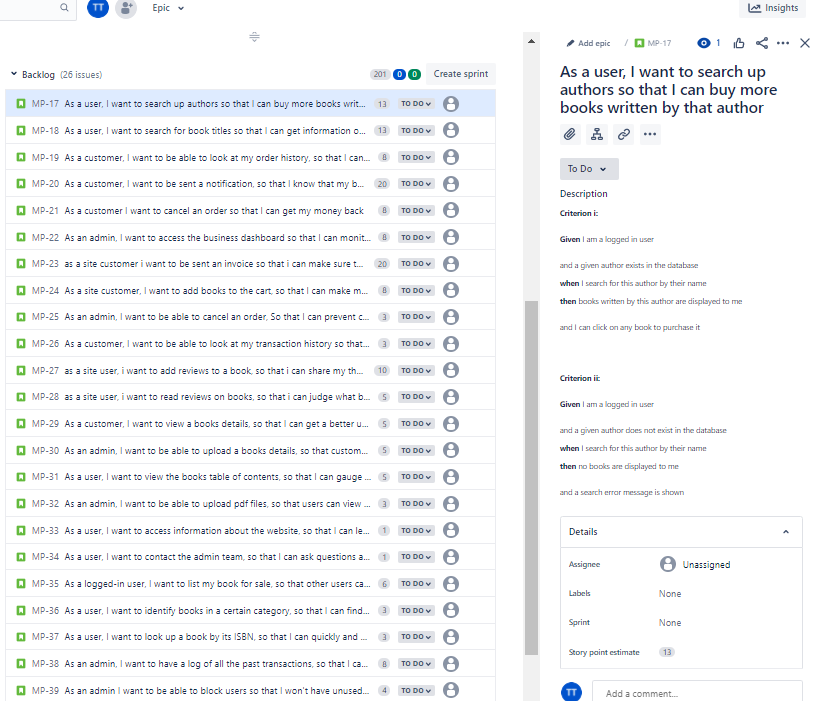 TT
Epic
Insights
Backlog (26 issues)
201 0 0
Create sprint
MP-17 As a user, I want to search up authors so that I can buy more books writ... 13 TO DO
MP-18 As a user, I want to search for book titles so that I can get information o... 13 TO DO
MP-19 As a customer, I want to be able to look at my order history, so that I can... 8 TO DO
MP-20 As a customer, I want to be sent a notification, so that I know that my b... 20 TO DO
MP-21 As a customer I want to cancel an order so that I can get my money back 8 TO DO
MP-22 As an admin, I want to access the business dashboard so that I can monit... 8 TO DO
MP-23 as a site customer i want to be sent an invoice so that i can make sure t... 20 TO DO
MP-24 As a site customer, I want to add books to the cart, so that I can make m... 8 TO DO
MP-25 As an admin, I want to be able to cancel an order, So that I can prevent c... 3 TO DO
MP-26 As a customer, I want to be able to look at my transaction history so that... 3 TO DO
MP-27 as a site user, i want to add reviews to a book, so that i can share my th... 10 TO DO
MP-28 as a site user, i want to read reviews on books, so that i can judge what b... 5 TO DO
MP-29 As a customer, I want to view a books details, so that I can get a better u... 5 TO DO
MP-30 As an admin, I want to be able to upload a books details, so that custom... 5 TO DO
MP-31 As a user, I want to view the books table of contents, so that I can gauge ... 5 TO DO
MP-32 As an admin, I want to be able to upload pdf files, so that users can view ... 3 TO DO
MP-33 As a user, I want to access information about the website, so that I can le... 1 TO DO
MP-34 As a user, I want to contact the admin team, so that I can ask questions a... 1 TO DO
MP-35 As a logged-in user, I want to list my book for sale, so that other users ca... 6 TO DO
MP-36 As a user, I want to identify books in a certain category, so that I can find... 3 TO DO
MP-37 As a user, I want to look up a book by its ISBN, so that I can quickly and ... 3 TO DO
MP-38 As an admin, I want to have a log of all the past transactions, so that I ca... 8 TO DO
MP-39 As an admin I want to be able to block users so that I won't have unused... 4 TO DO
Add epic / MP-17
1
As a user, I want to search up
authors so that I can buy more
books written by that author
To Do
Description
Criterion i:
Given I am a logged in user
and a given author exists in the database
when I search for this author by their name
then books written by this author are displayed to me
and I can click on any book to purchase it
Criterion ii:
Given I am a logged in user
and a given author does not exist in the database
when I search for this author by their name
then no books are displayed to me
and a search error message is shown
Details
Assignee Unassigned
Labels None
Sprint None
Story point estimate 13
TT
Add a comment...